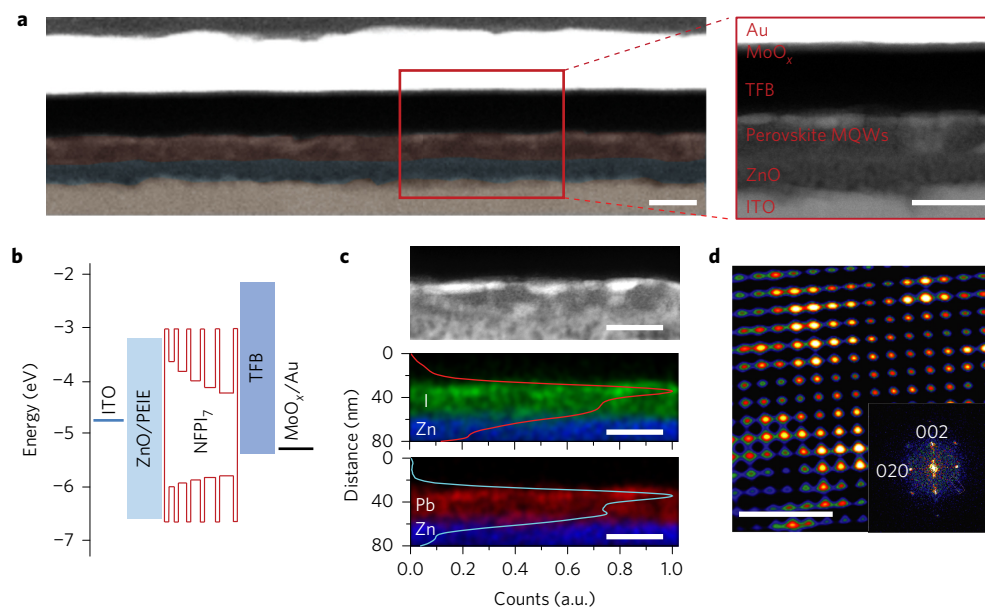 a
Au
MoOₓ
TFB
Perovskite MQWs
ZnO
ITO
b
Energy (eV)
−2
−3
−4
−5
−6
−7
ITO
ZnO/PEIE
NFPI₇
TFB
MoOₓ/Au
c
Distance (nm)
0
40
80
I
Zn
0
40
80
Pb
Zn
0.0 0.2 0.4 0.6 0.8 1.0
Counts (a.u.)
d
002
020